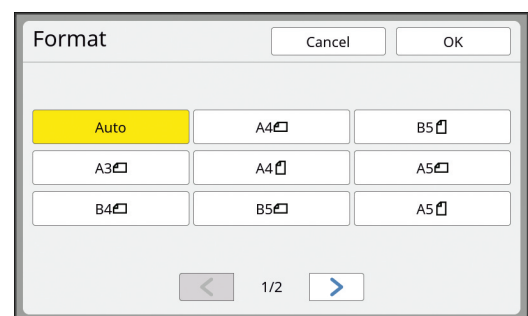 Format Cancel OK
Auto A4 B5
A3 A4 A5
B4 B5 A5
1/2